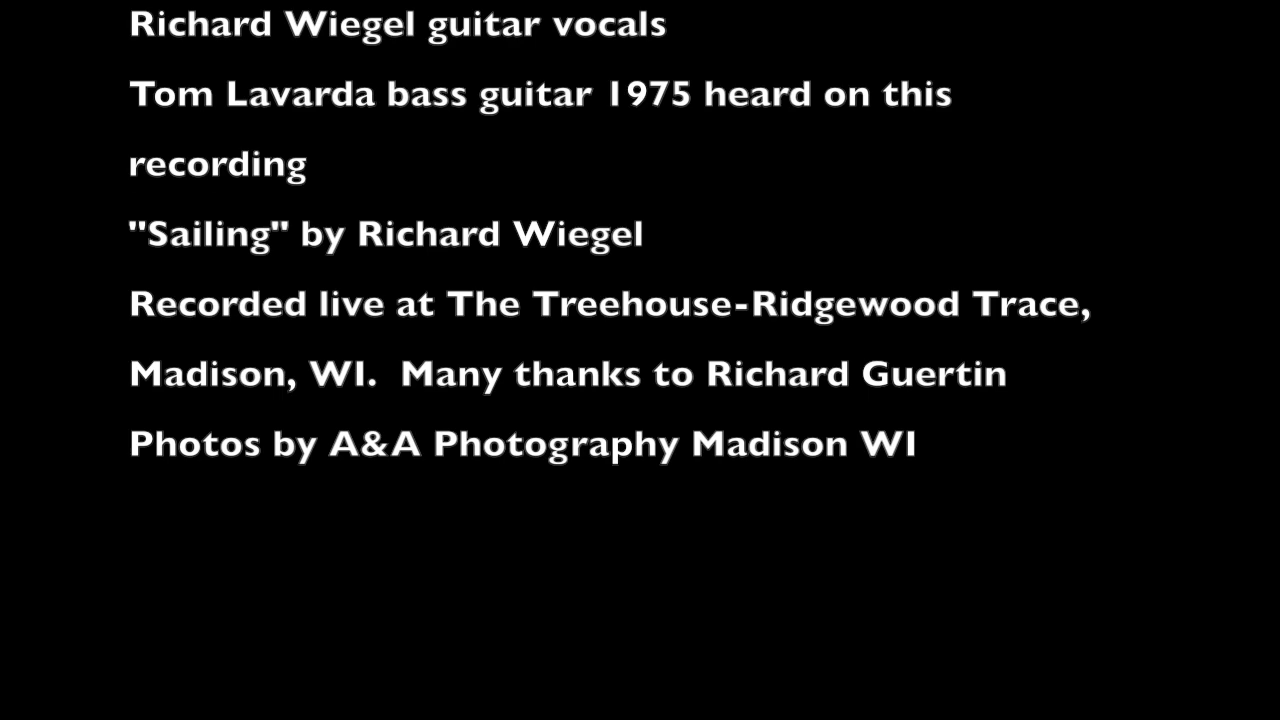 Richard Wiegel guitar vocals
Tom Lavarda bass guitar 1975 heard on this
recording
"Sailing" by Richard Wiegel
Recorded live at The Treehouse-Ridgewood Trace,
Madison, WI.  Many thanks to Richard Guertin
Photos by A&A Photography Madison WI